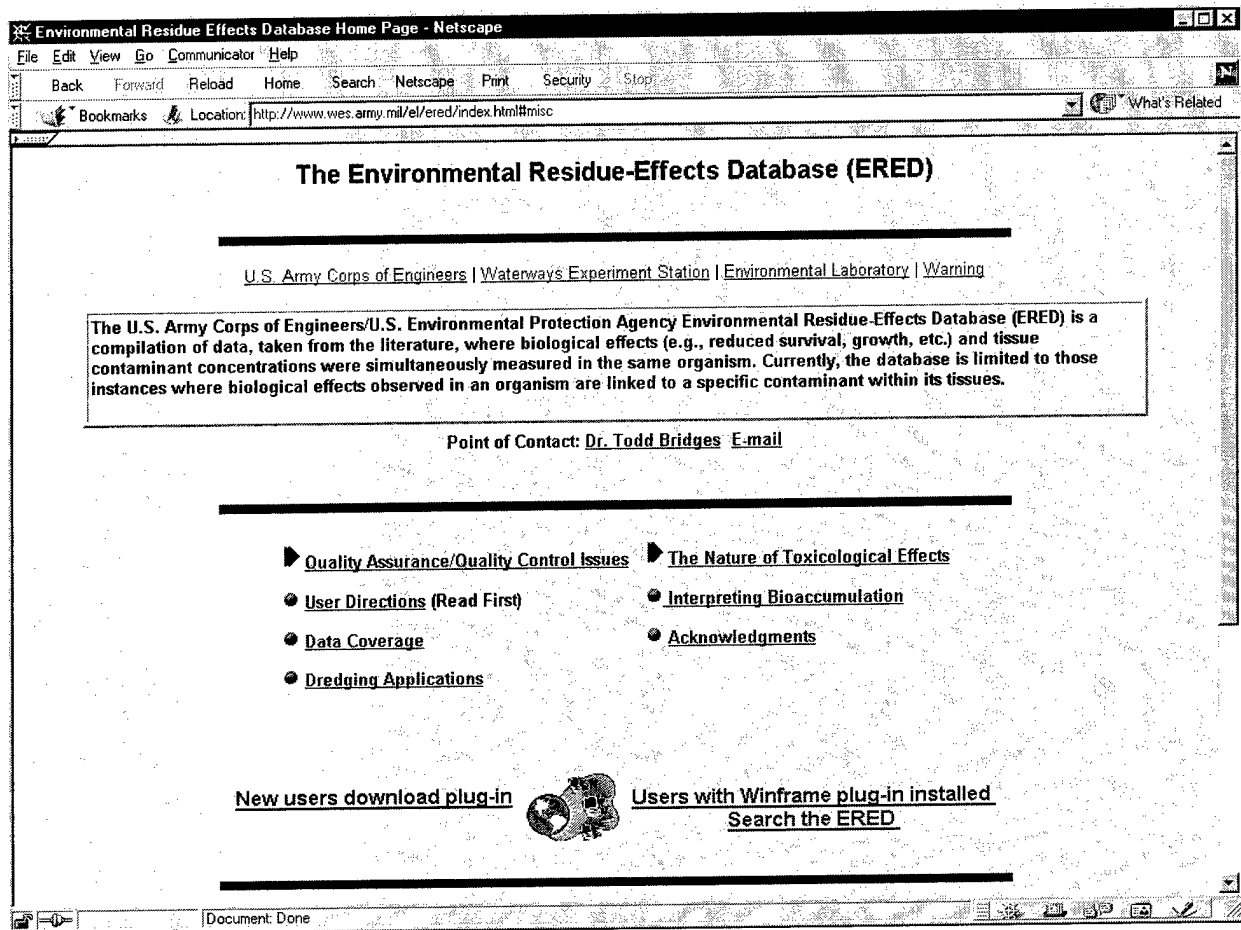 Environmental Residue Effects Database Home Page - Netscape
File Edit View Go Communicator Help
Back Forward Reload Home Search Netscape Print Security Stop
Bookmarks Location: http://www.wes.army.mil/el/ered/index.html#misc What's Related
The Environmental Residue-Effects Database (ERED)
U.S. Army Corps of Engineers | Waterways Experiment Station | Environmental Laboratory | Warning
The U.S. Army Corps of Engineers/U.S. Environmental Protection Agency Environmental Residue-Effects Database (ERED) is a
compilation of data, taken from the literature, where biological effects (e.g., reduced survival, growth, etc.) and tissue
contaminant concentrations were simultaneously measured in the same organism. Currently, the database is limited to those
instances where biological effects observed in an organism are linked to a specific contaminant within its tissues.
Point of Contact: Dr. Todd Bridges E-mail
Quality Assurance/Quality Control Issues The Nature of Toxicological Effects
User Directions (Read First) Interpreting Bioaccumulation
Data Coverage Acknowledgments
Dredging Applications
New users download plug-in Users with Winframe plug-in installed
Search the ERED
Document: Done